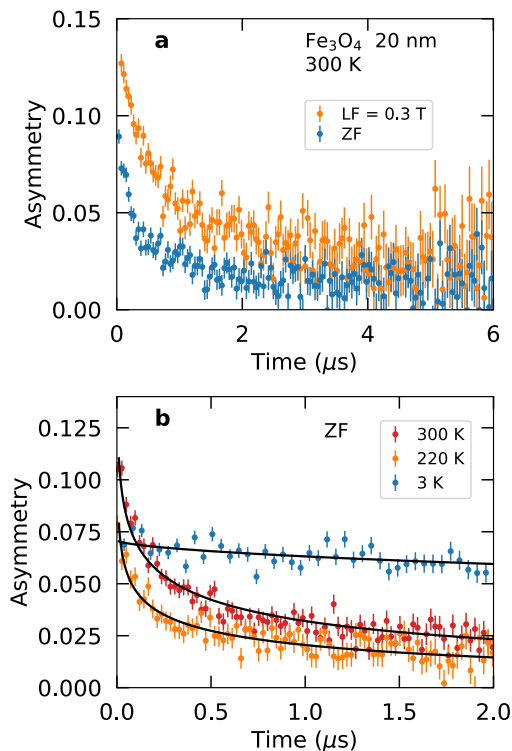 a
Fe₃O₄ 20 nm
300 K
LF = 0.3 T
ZF
0.15
0.10
0.05
0.00
Asymmetry
0
2
4
6
Time (μs)
b
ZF
300 K
220 K
3 K
0.125
0.100
0.075
0.050
0.025
0.000
Asymmetry
0.0
0.5
1.0
1.5
2.0
Time (μs)